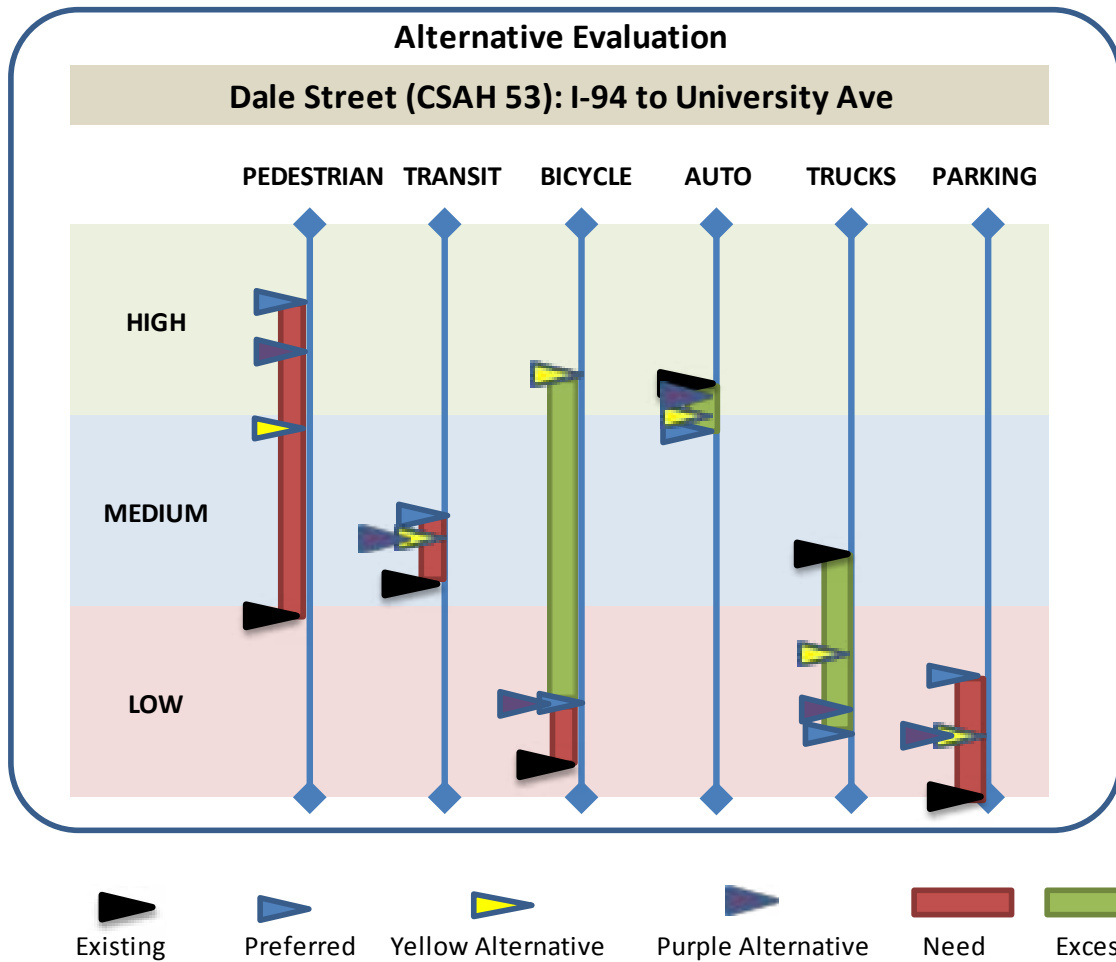 Alternative Evaluation
Dale Street (CSAH 53): I-94 to University Ave
PEDESTRIAN TRANSIT BICYCLE AUTO TRUCKS PARKING
HIGH
MEDIUM
LOW
Existing Preferred Yellow Alternative Purple Alternative Need Exces